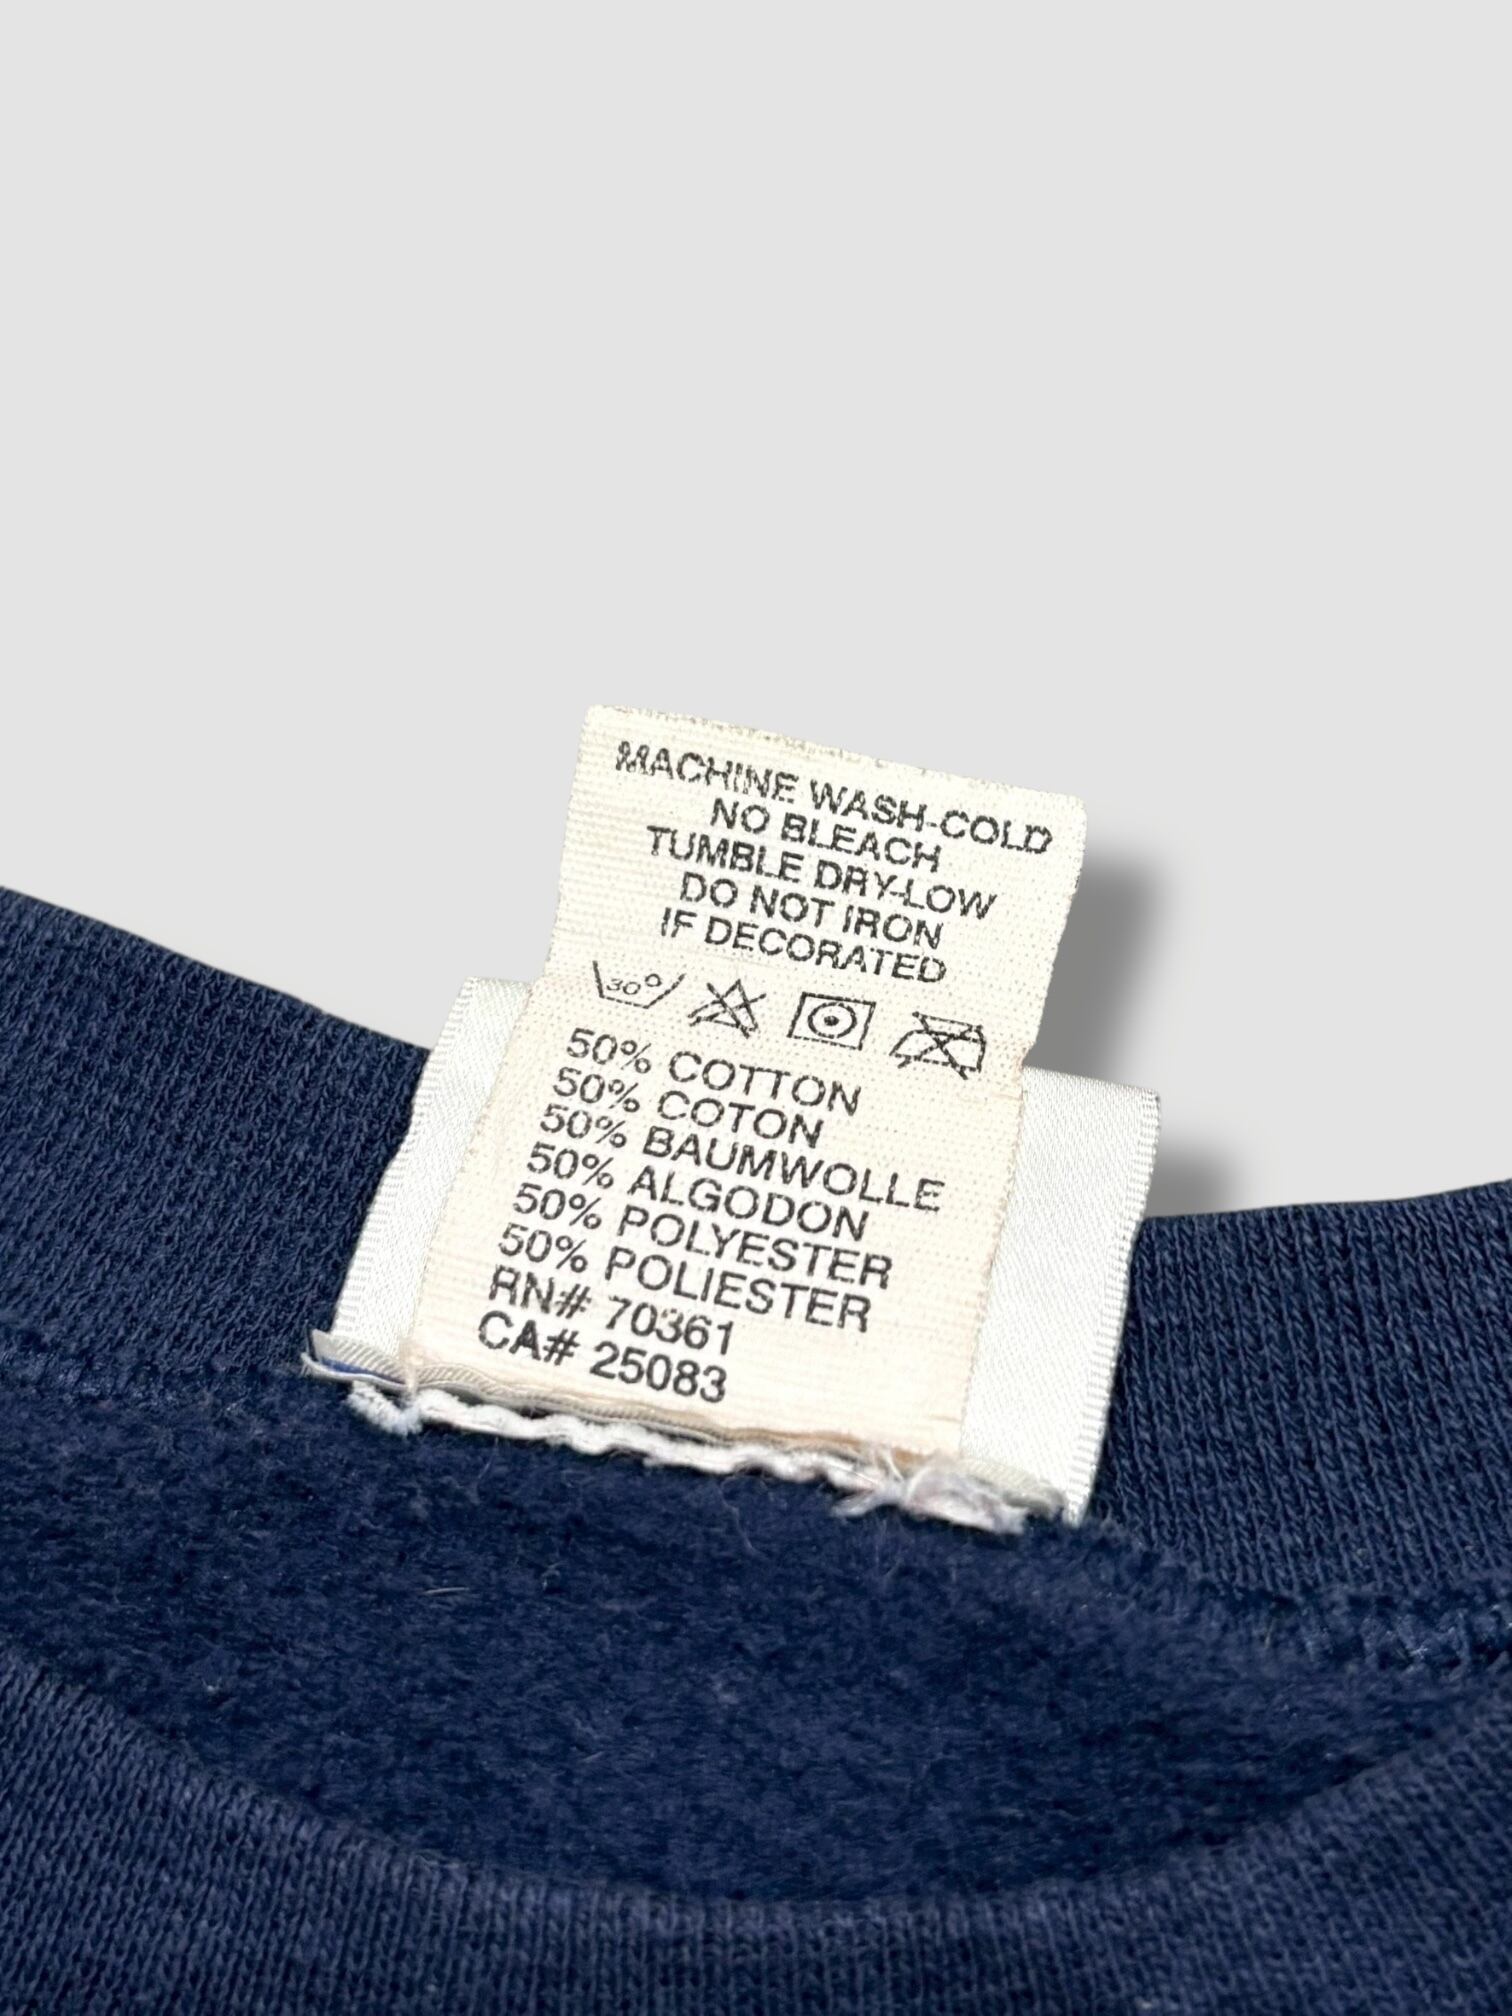 MACHINE WASH-COLD
NO BLEACH
TUMBLE DRY-LOW
DO NOT IRON
IF DECORATED
30°
50% COTTON
50% COTON
50% BAUMWOLLE
50% ALGODON
50% POLYESTER
50% POLIESTER
RN# 70361
CA# 25083